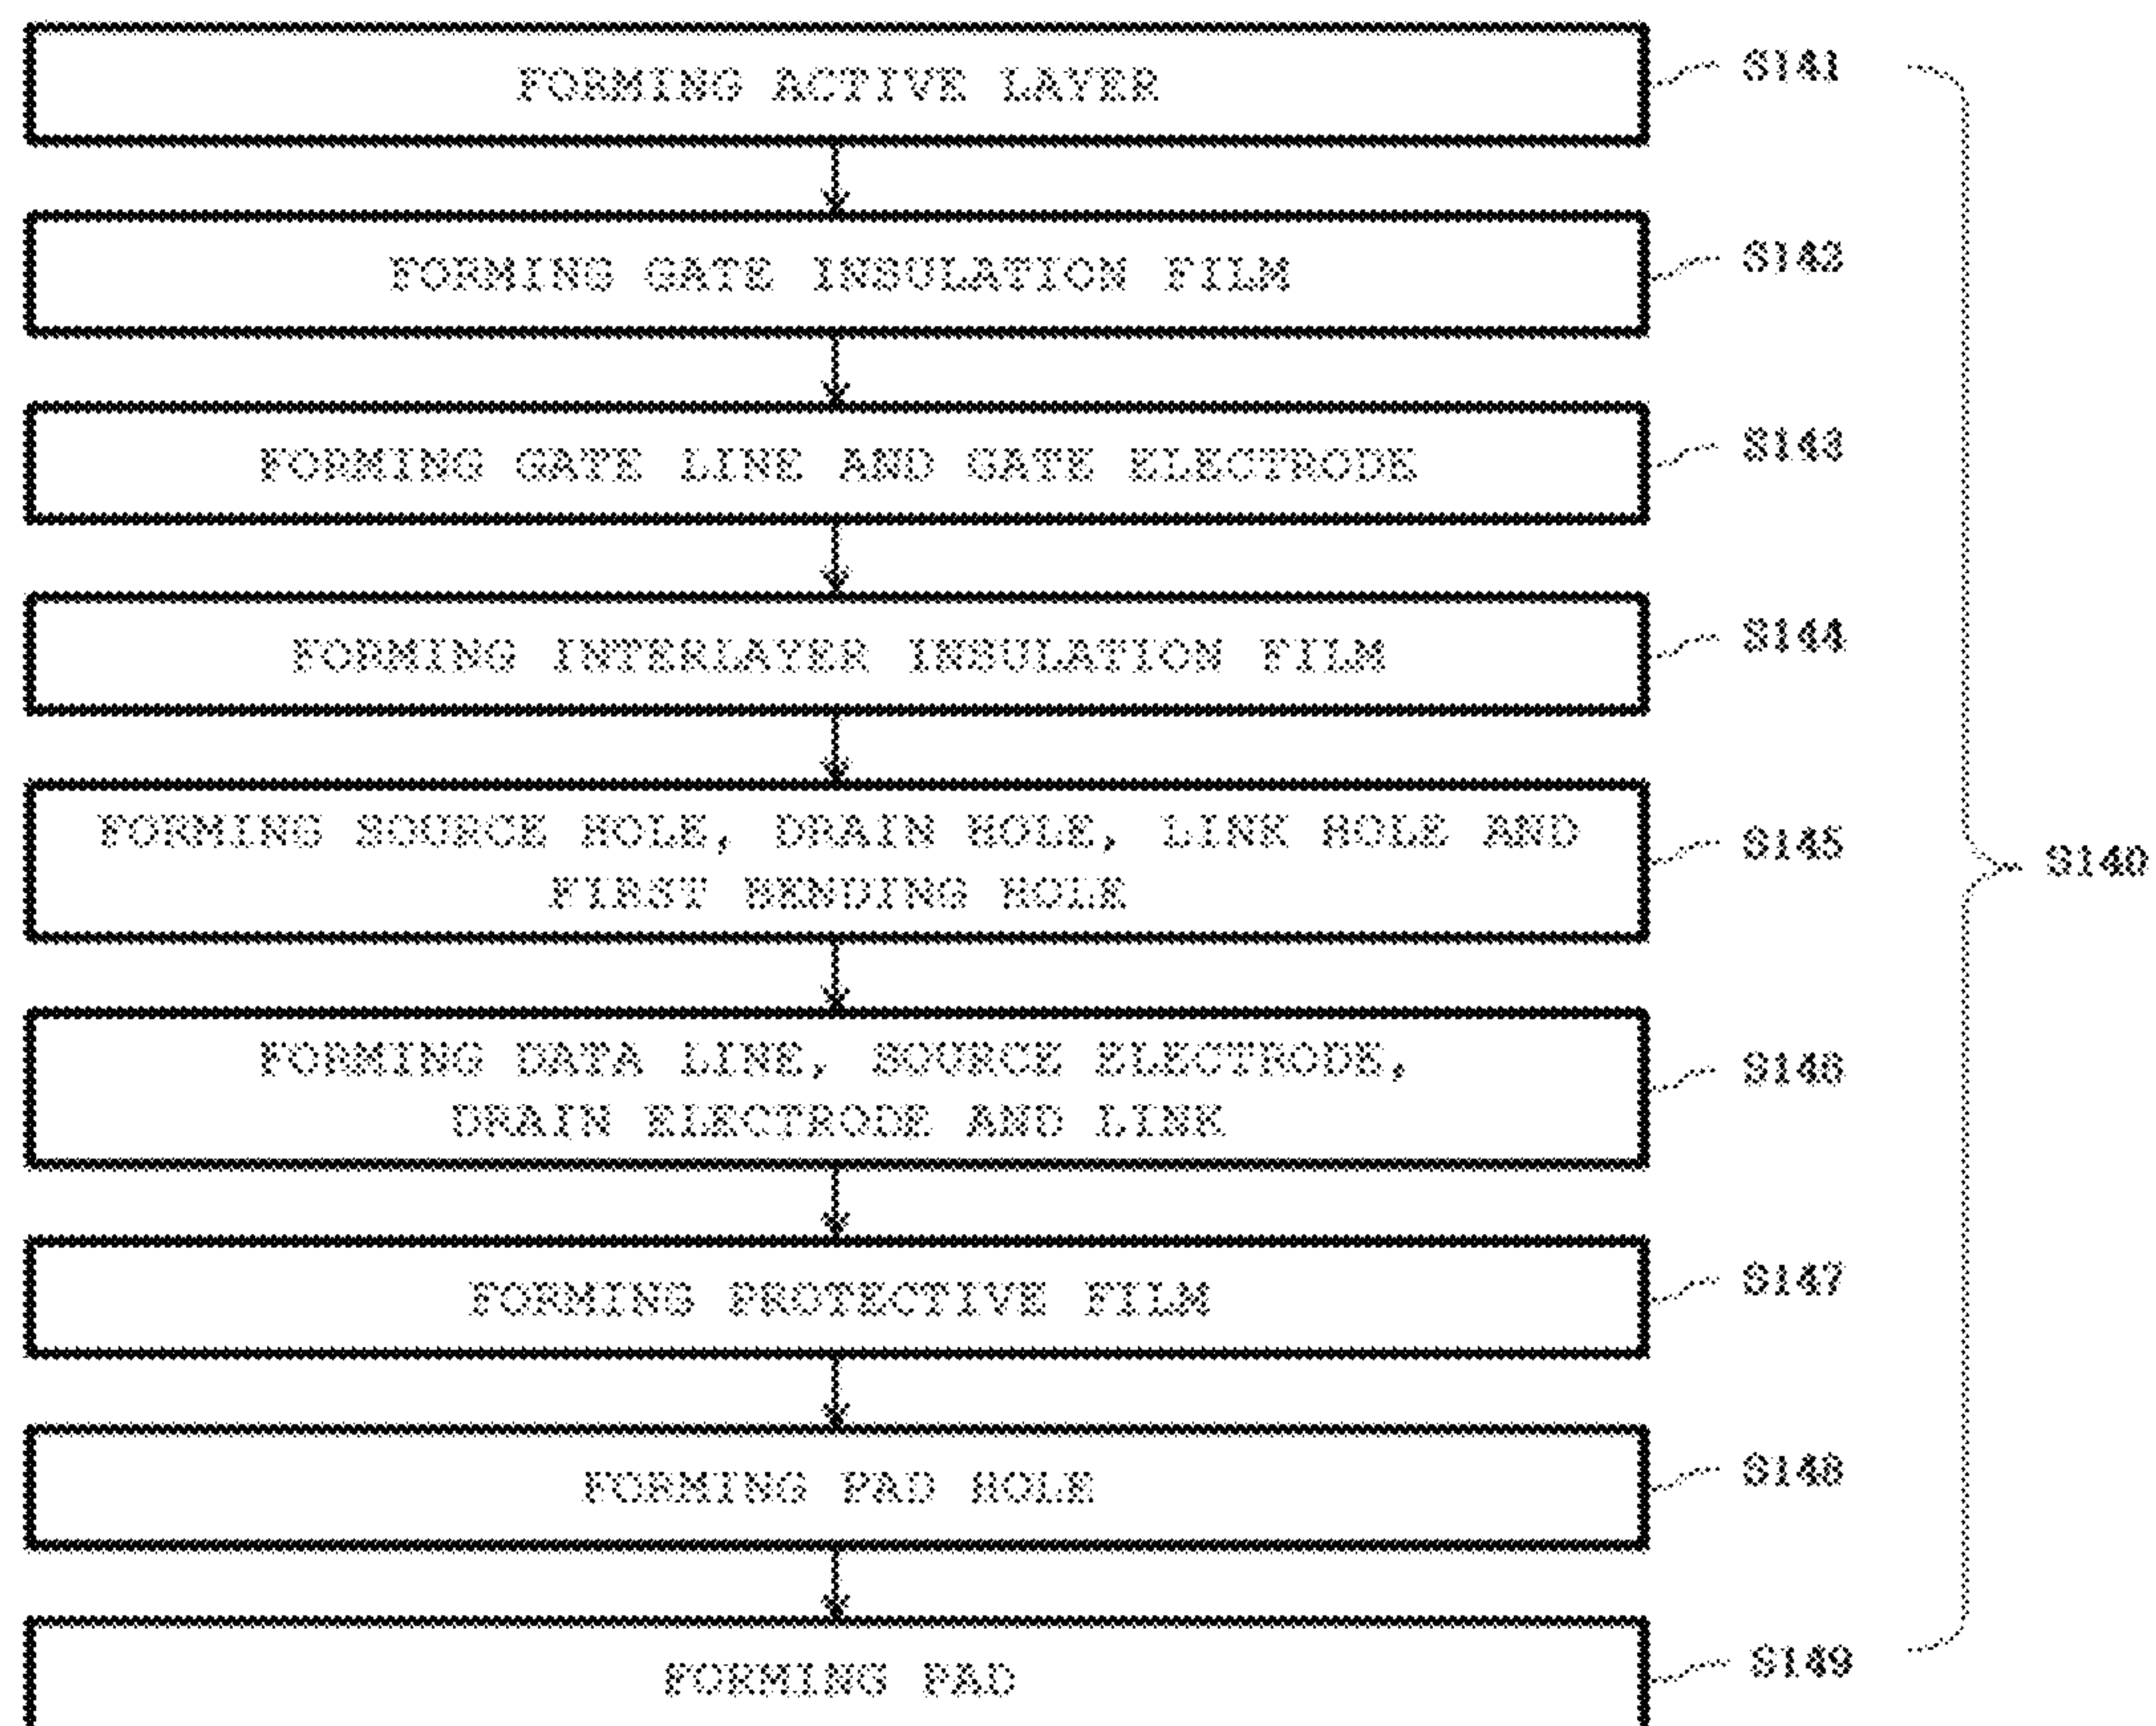 FORMING ACTIVE LAYER
S141
FORMING GATE INSULATION FILM
S142
FORMING GATE LINE AND GATE ELECTRODE
S143
FORMING INTERLAYER INSULATION FILM
S144
FORMING SOURCE HOLE, DRAIN HOLE, LINK HOLE AND
FIRST BENDING HOLE
S145
S140
FORMING DATA LINE, SOURCE ELECTRODE,
DRAIN ELECTRODE AND LINK
S146
FORMING PROTECTIVE FILM
S147
FORMING PAD HOLE
S148
FORMING PAD
S149